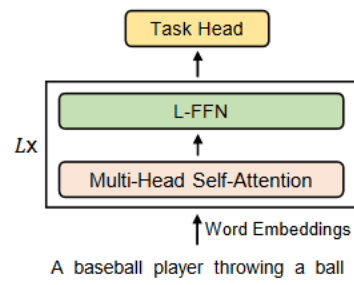 Task Head
L-FFN
Lx
Multi-Head Self-Attention
Word Embeddings
A baseball player throwing a ball